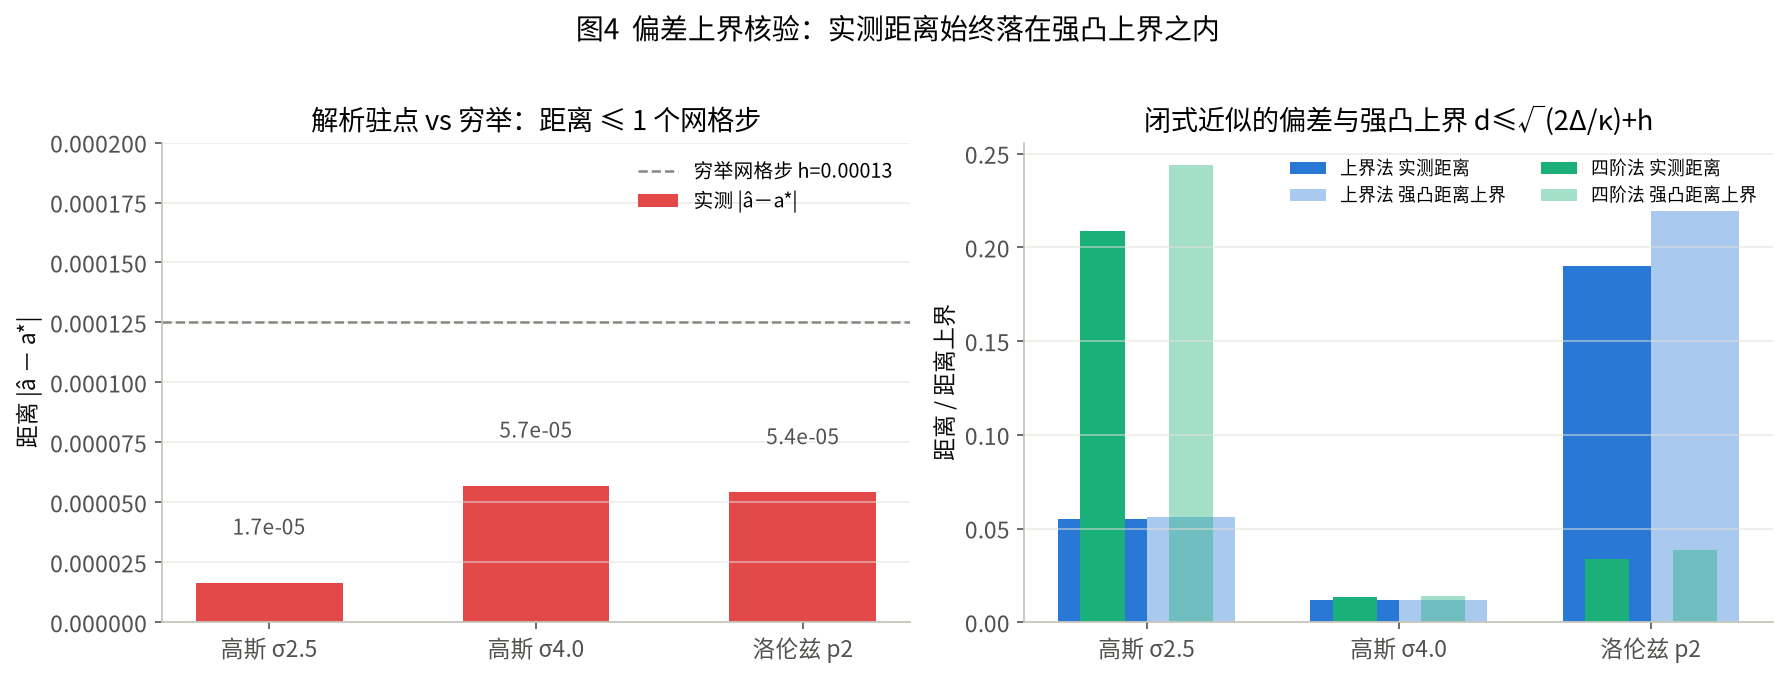 图4 偏差上界核验：实测距离始终落在强凸上界之内
解析驻点 vs 穷举：距离 ≤ 1 个网格步
距离 |â − a*|
0.000200
0.000175
0.000150
0.000125
0.000100
0.000075
0.000050
0.000025
0.000000
穷举网格步 h=0.00013
实测 |â−a*|
1.7e-05
5.7e-05
5.4e-05
高斯 σ2.5
高斯 σ4.0
洛伦兹 p2
闭式近似的偏差与强凸上界 d≤√(2Δ/κ)+h
距离 / 距离上界
0.25
0.20
0.15
0.10
0.05
0.00
上界法 实测距离
上界法 强凸距离上界
四阶法 实测距离
四阶法 强凸距离上界
高斯 σ2.5
高斯 σ4.0
洛伦兹 p2